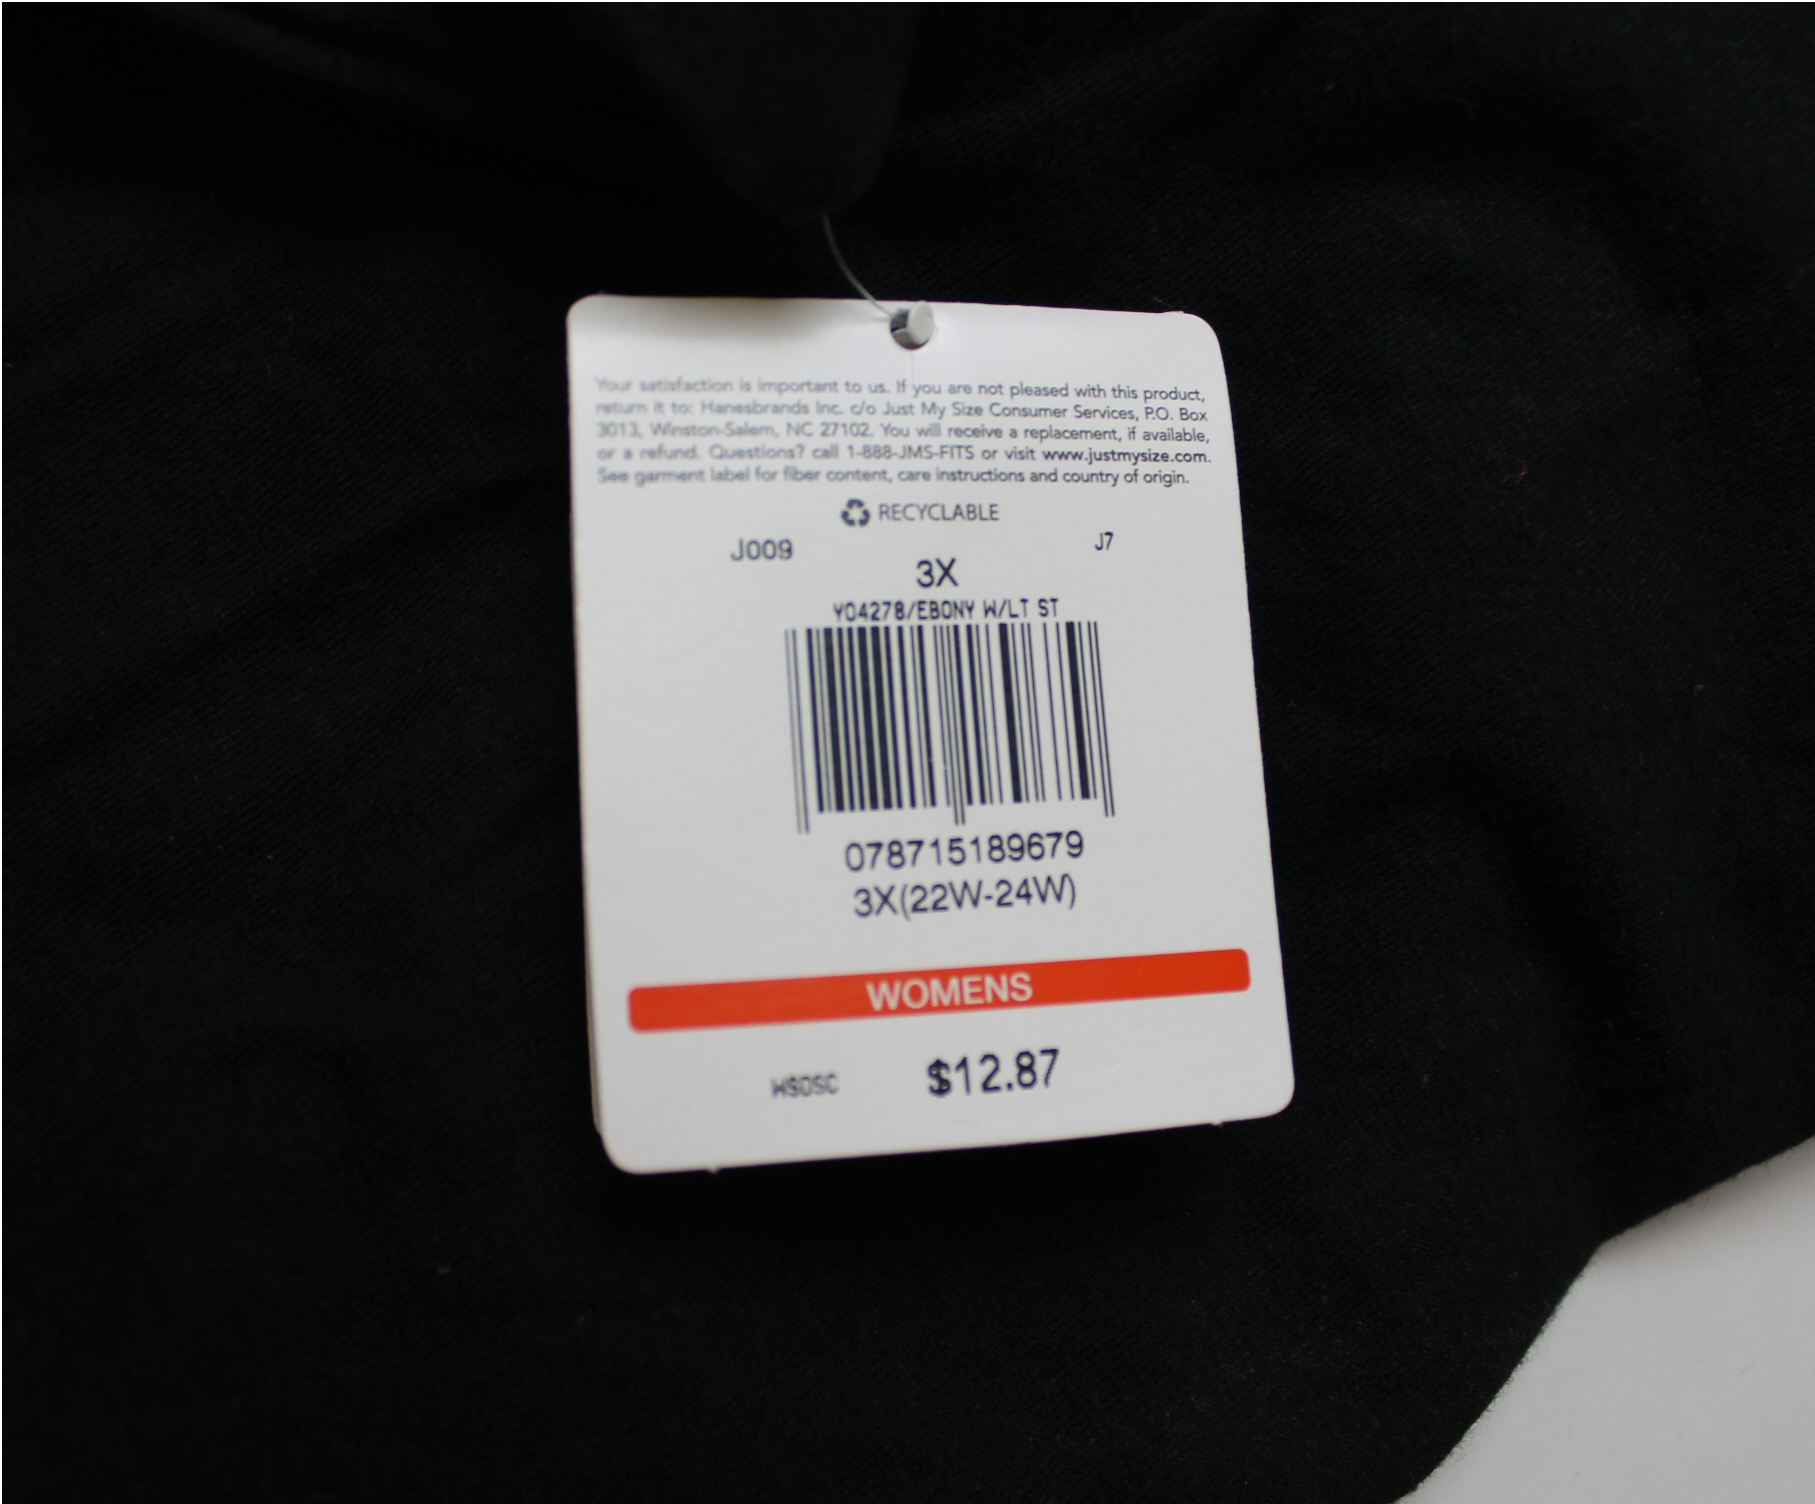 Your satisfaction is important to us. If you are not pleased with this product,
return it to: Hanesbrands Inc. c/o Just My Size Consumer Services, P.O. Box
3013, Winston-Salem, NC 27102. You will receive a replacement, if available,
or a refund. Questions? call 1-888-JMS-FITS or visit www.justmysize.com.
See garment label for fiber content, care instructions and country of origin.
RECYCLABLE
J009 J7
3X
Y04278/EBONY W/LT ST
078715189679
3X(22W-24W)
WOMENS
WSDSC $12.87